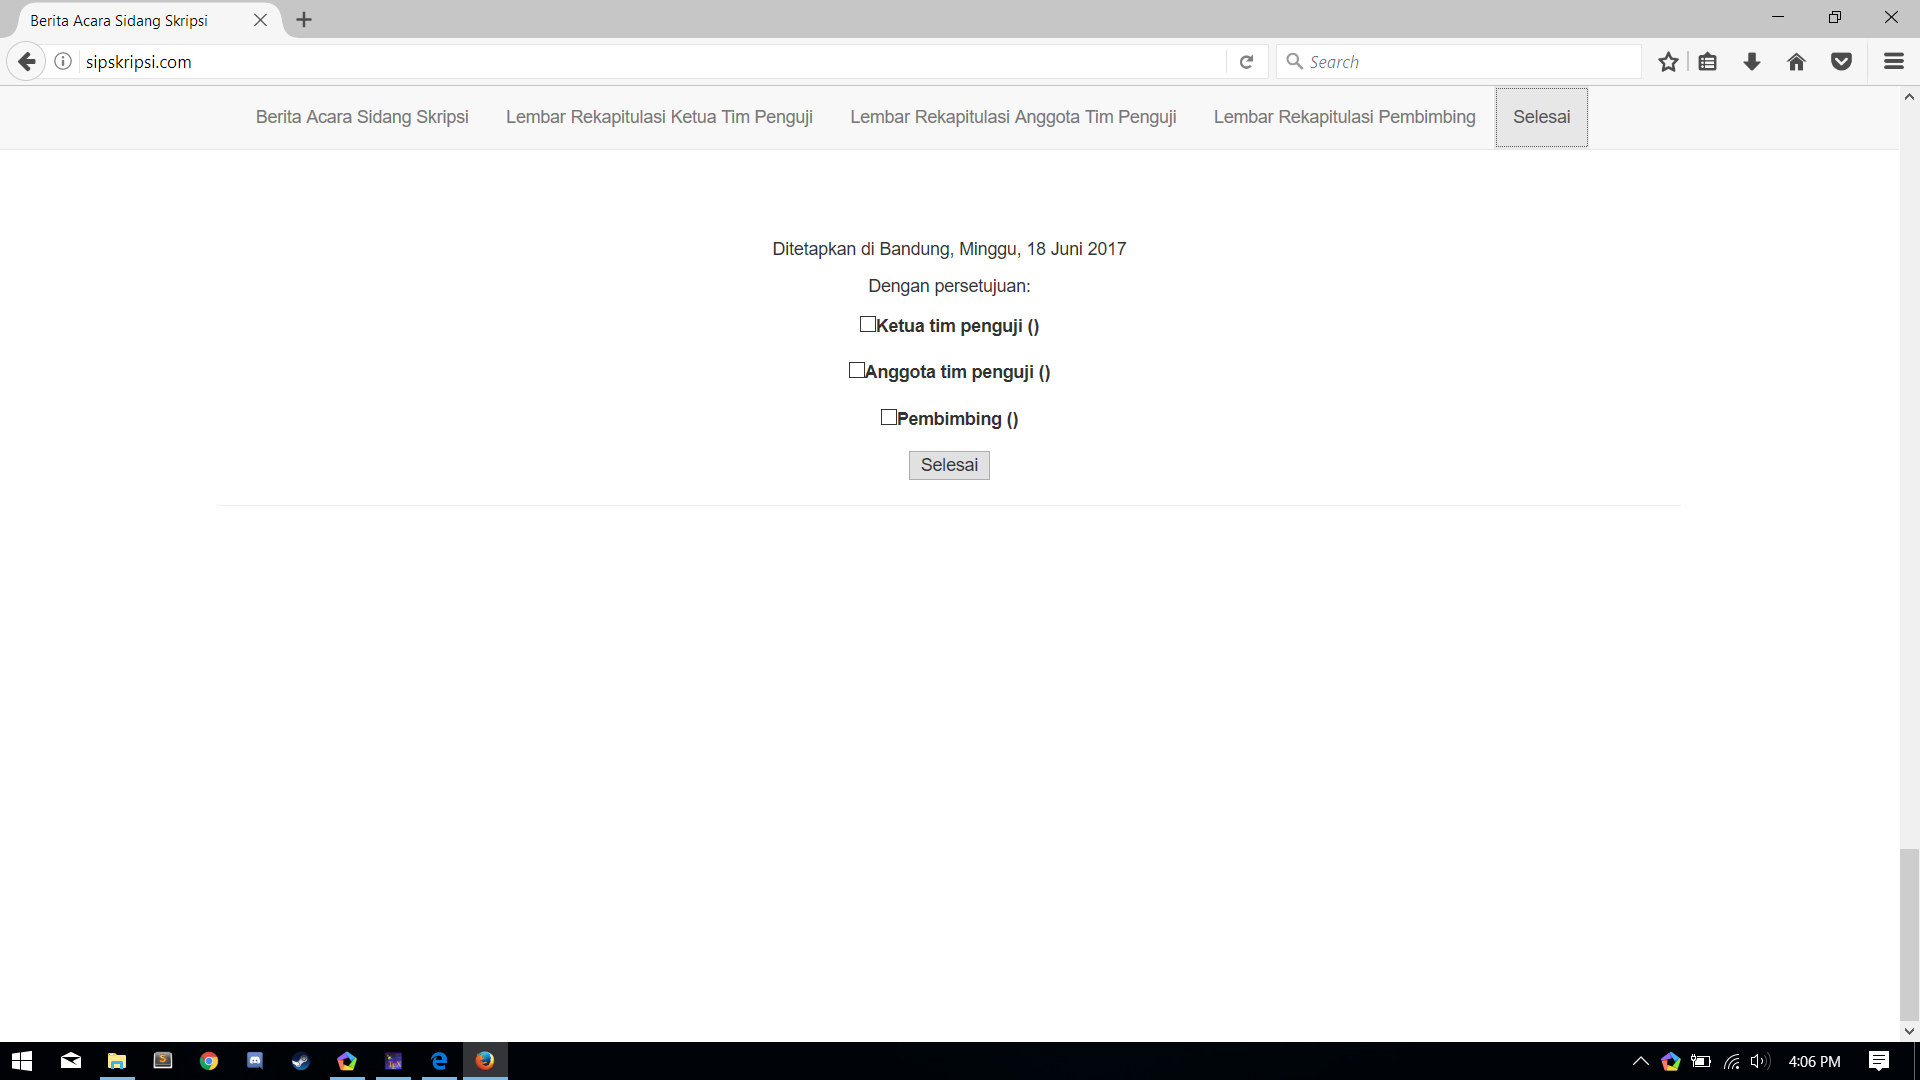 Berita Acara Sidang Skripsi
sipskripsi.com
Search
Berita Acara Sidang Skripsi Lembar Rekapitulasi Ketua Tim Penguji Lembar Rekapitulasi Anggota Tim Penguji Lembar Rekapitulasi Pembimbing Selesai
Ditetapkan di Bandung, Minggu, 18 Juni 2017
Dengan persetujuan:
Ketua tim penguji ()
Anggota tim penguji ()
Pembimbing ()
Selesai
4:06 PM